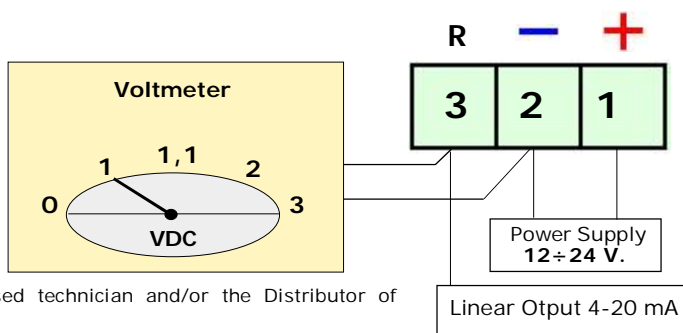 R − +
Voltmeter
3 2 1
0 1 1,1 2 3
VDC
Power Supply
12÷24 V.
technician and/or the Distributor of
Linear Otput 4-20 mA